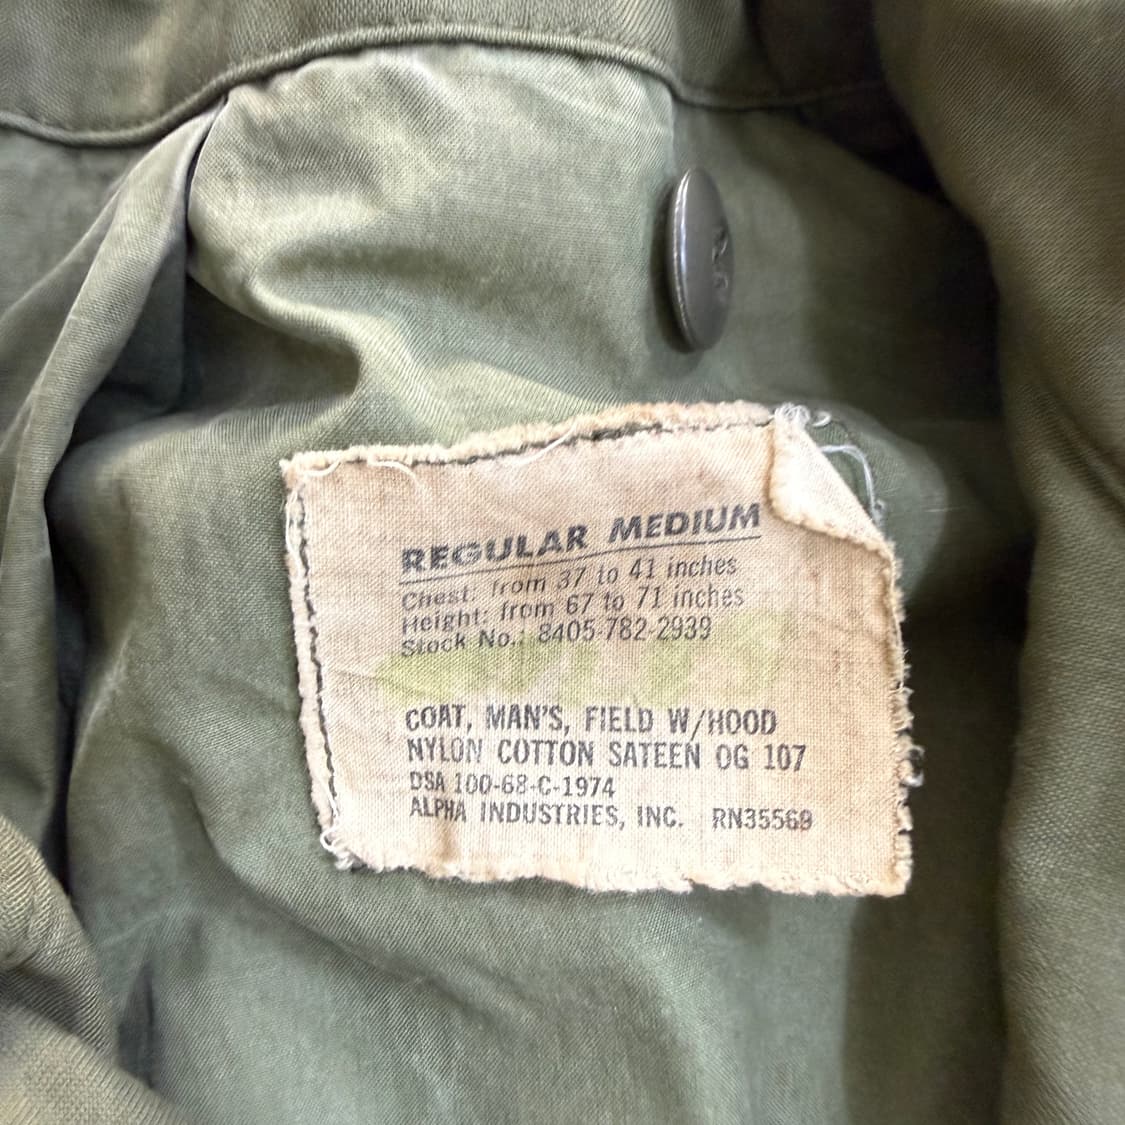 REGULAR MEDIUM
Chest: from 37 to 41 inches
Height: from 67 to 71 inches
Stock No.: 8405-782-2939
COAT, MAN'S, FIELD W/HOOD
NYLON COTTON SATEEN OG 107
DSA 100-68-C-1974
ALPHA INDUSTRIES, INC. RN35569